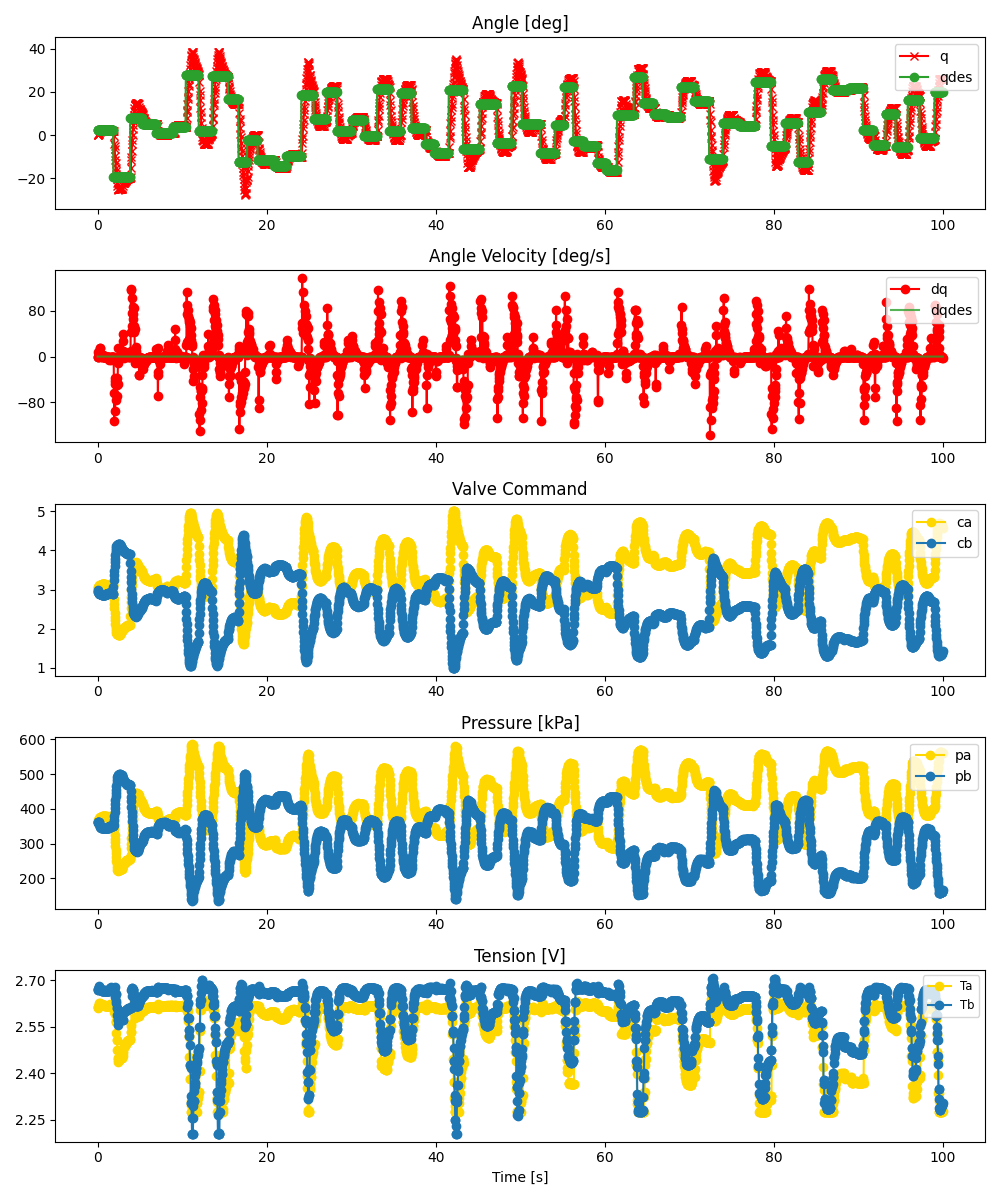 Angle [deg]
40
20
0
−20
q
qdes
0 20 40 60 80 100
Angle Velocity [deg/s]
80
0
−80
dq
dqdes
0 20 40 60 80 100
Valve Command
5
4
3
2
1
ca
cb
0 20 40 60 80 100
Pressure [kPa]
600
500
400
300
200
pa
pb
0 20 40 60 80 100
Tension [V]
2.70
2.55
2.40
2.25
Ta
Tb
0 20 40 60 80 100
Time [s]